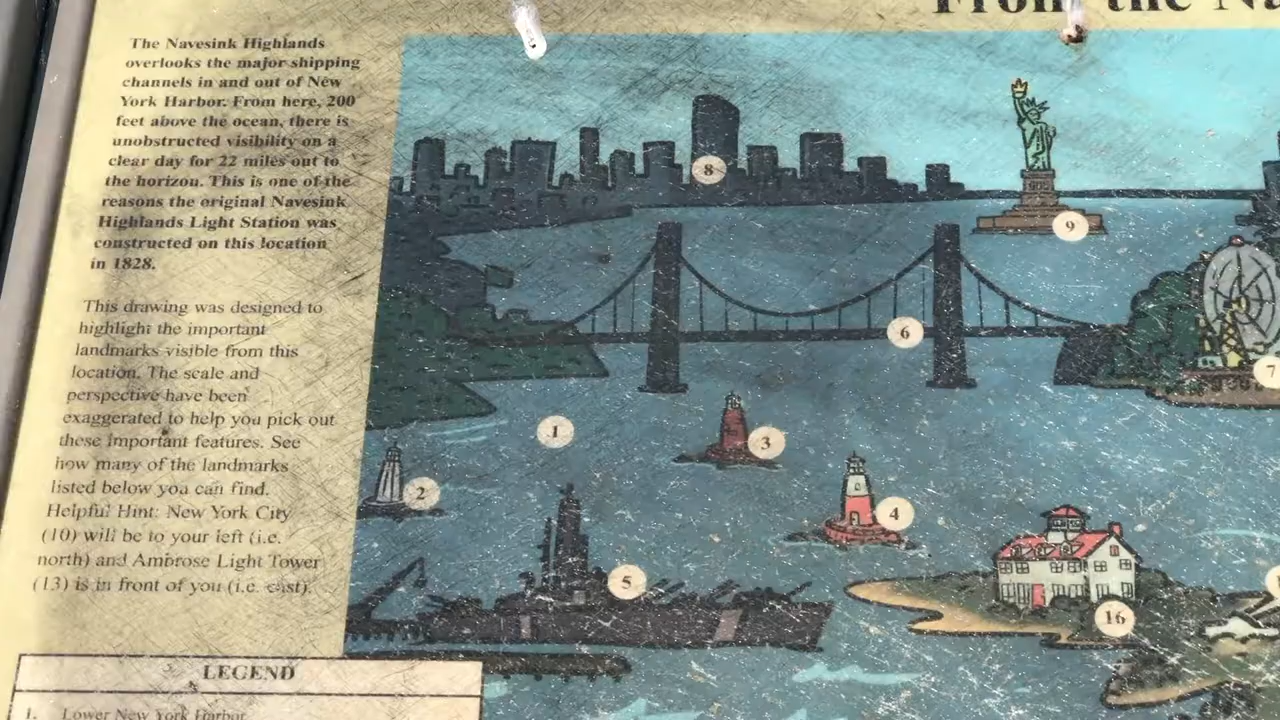 From the Na
The Navesink Highlands
overlooks the major shipping
channels in and out of New
York Harbor. From here, 200
feet above the ocean, there is
unobstructed visibility on a
clear day for 22 miles out to
the horizon. This is one of the
reasons the original Navesink
Highlands Light Station was
constructed on this location
in 1828.
This drawing was designed to
highlight the important
landmarks visible from this
location. The scale and
perspective have been
exaggerated to help you pick out
these important features. See
how many of the landmarks
listed below you can find.
Helpful Hint: New York City
(10) will be to your left (i.e.
north) and Ambrose Light Tower
(13) is in front of you (i.e. east).
8
9
6
7
1
3
2
4
5
16
LEGEND
1. Lower New York Harbor